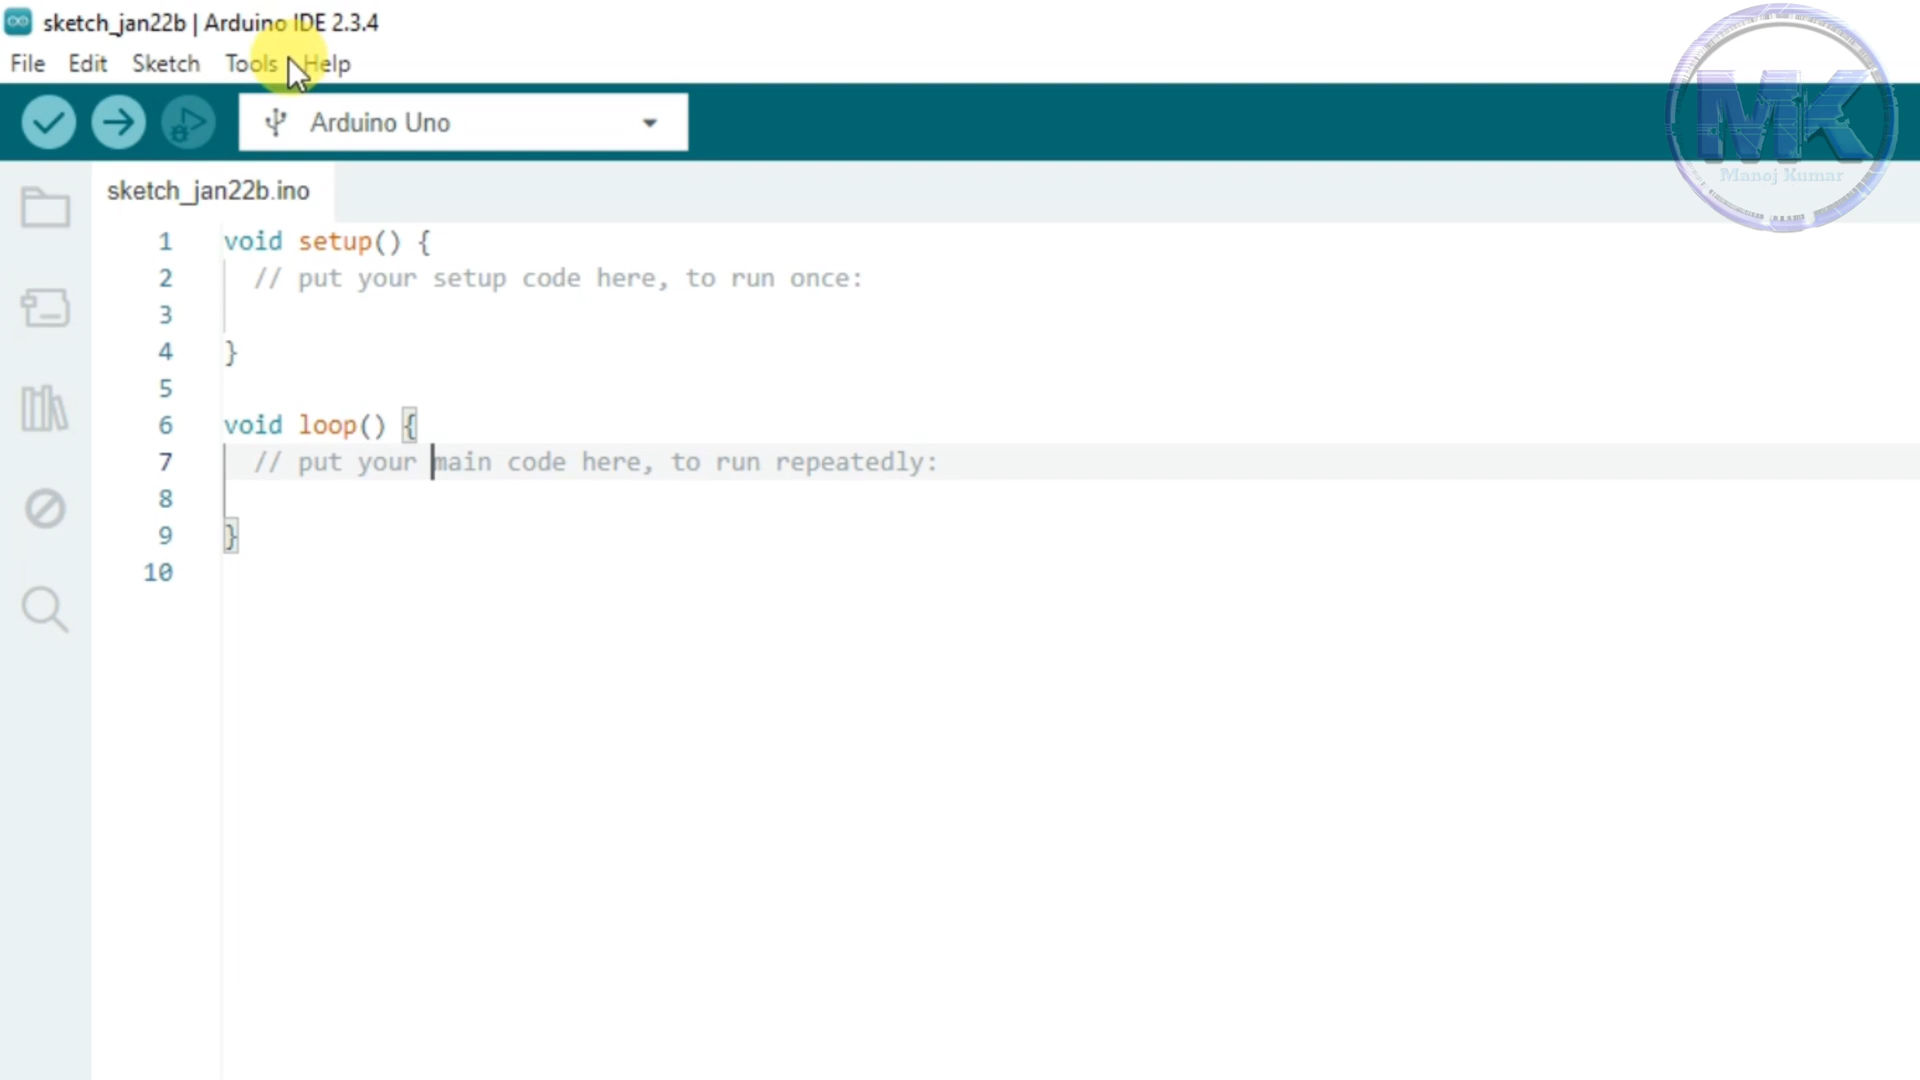 sketch_jan22b | Arduino IDE 2.3.4
File Edit Sketch Tools Help
Arduino Uno
sketch_jan22b.ino
1 void setup() {
2 // put your setup code here, to run once:
3
4 }
5
6 void loop() {
7 // put your main code here, to run repeatedly:
8
9 }
10
MK
Manoj Kumar